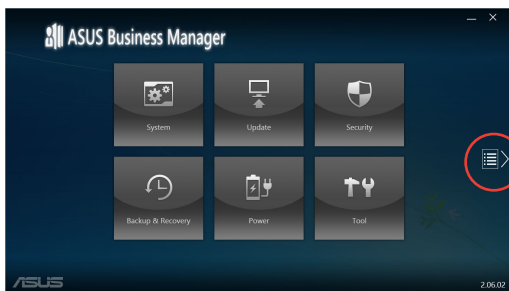 ASUS Business Manager
System Update Security
Backup & Recovery Power Tool
ASUS 2.06.02